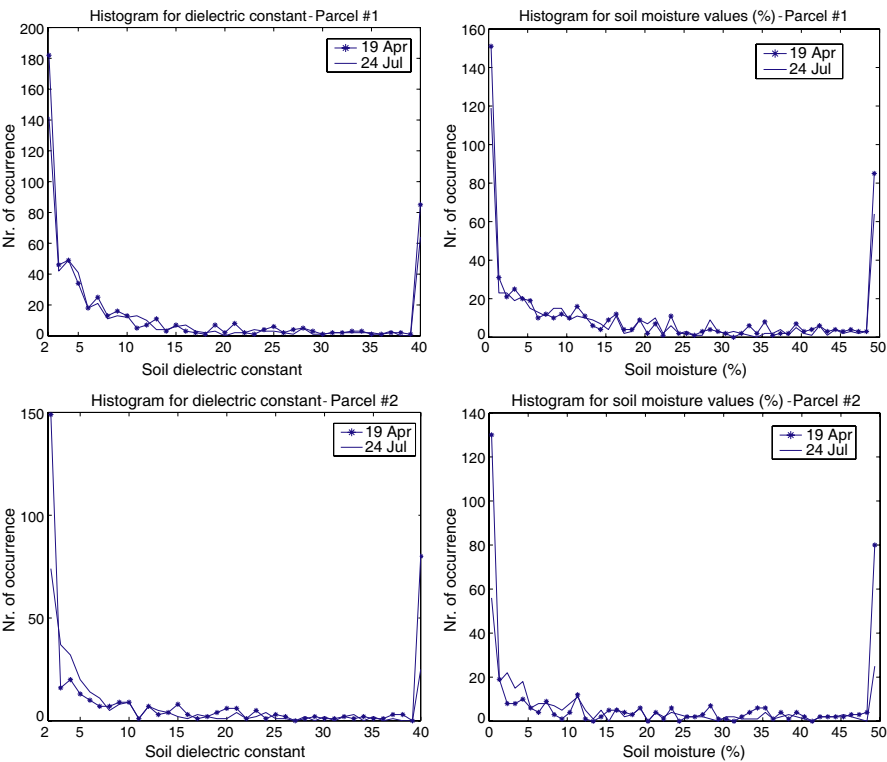 Histogram for dielectric constant-Parcel #1
200
180
160
140
120
100
80
60
40
20
0
Nr. of occurrence
19 Apr
24 Jul
2 5 10 15 20 25 30 35 40
Soil dielectric constant
Histogram for soil moisture values (%)-Parcel #1
160
140
120
100
80
60
40
20
0
Nr. of occurrence
19 Apr
24 Jul
0 5 10 15 20 25 30 35 40 45 50
Soil moisture (%)
Histogram for dielectric constant-Parcel #2
150
100
50
0
Nr. of occurrence
19 Apr
24 Jul
2 5 10 15 20 25 30 35 40
Soil dielectric constant
Histogram for soil moisture values (%)-Parcel #2
140
120
100
80
60
40
20
0
Nr. of occurrence
19 Apr
24 Jul
0 5 10 15 20 25 30 35 40 45 50
Soil moisture (%)